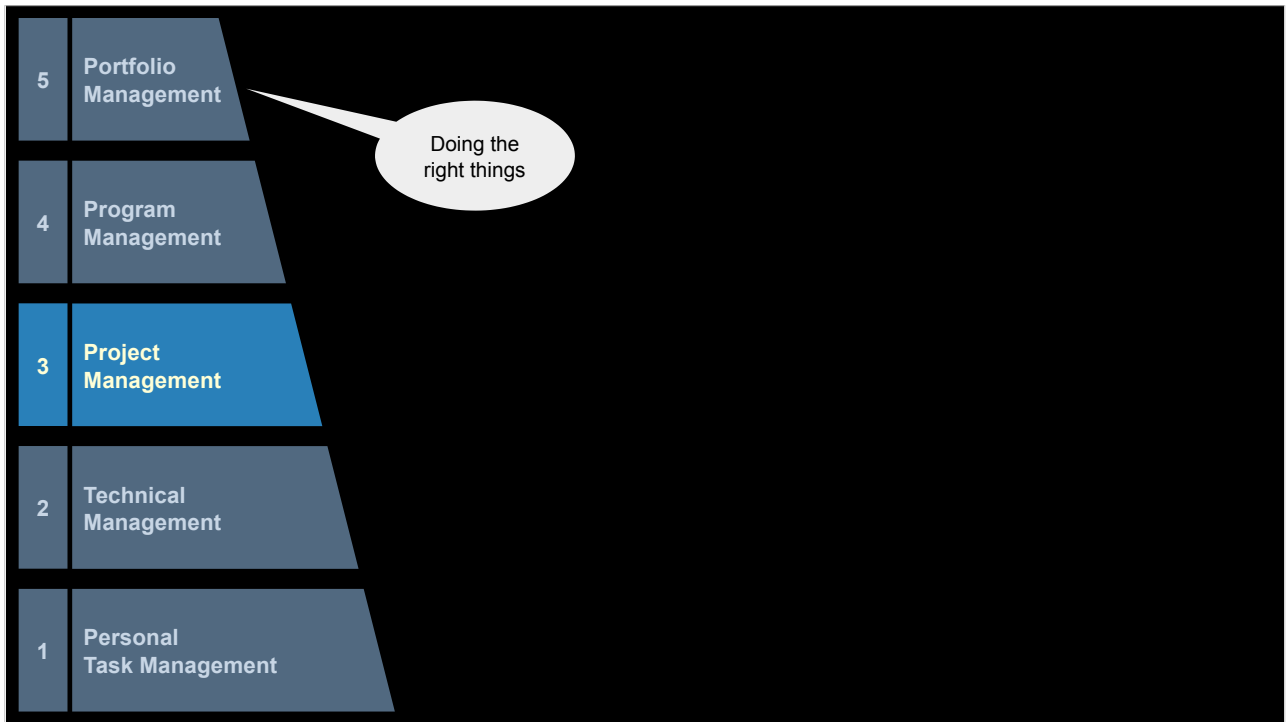 5
Portfolio
Management
Doing the
right things
4
Program
Management
3
Project
Management
2
Technical
Management
1
Personal
Task Management